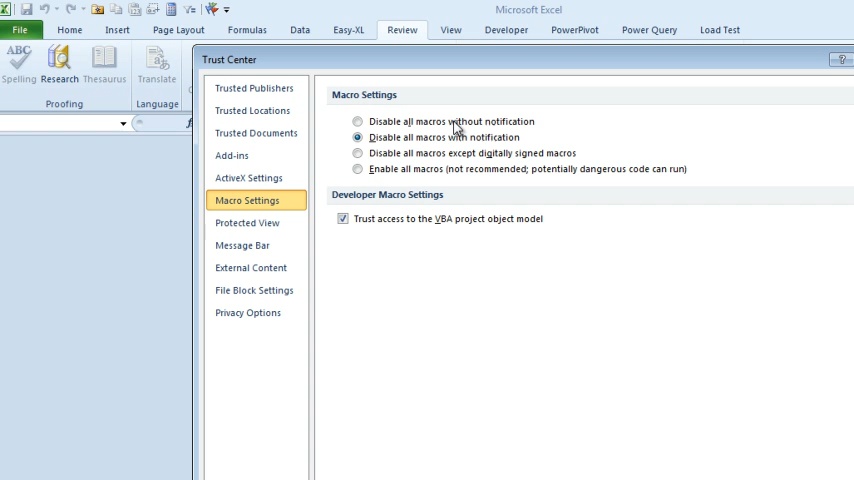 Microsoft Excel
File Home Insert Page Layout Formulas Data Easy-XL Review View Developer PowerPivot Power Query Load Test
ABC
Spelling Research Thesaurus Translate
Proofing Language
Trust Center
Trusted Publishers
Trusted Locations
Trusted Documents
Add-ins
ActiveX Settings
Macro Settings
Protected View
Message Bar
External Content
File Block Settings
Privacy Options
Macro Settings
Disable all macros without notification
Disable all macros with notification
Disable all macros except digitally signed macros
Enable all macros (not recommended; potentially dangerous code can run)
Developer Macro Settings
Trust access to the VBA project object model